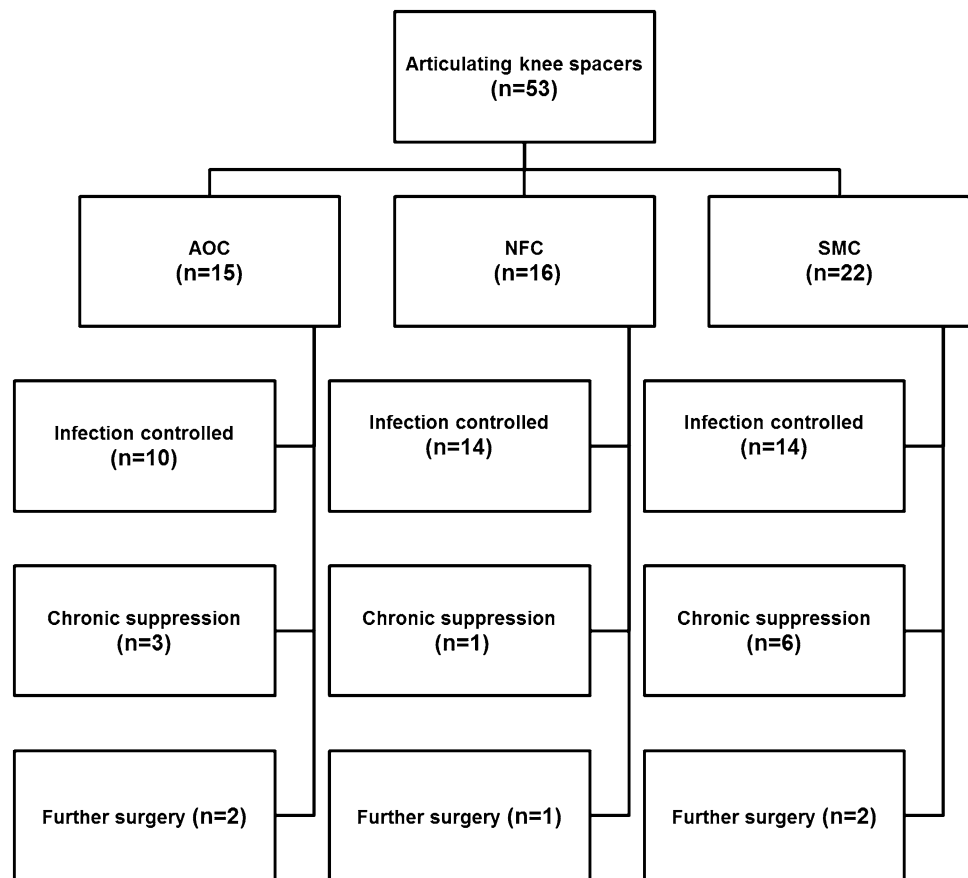 Articulating knee spacers
(n=53)
AOC
(n=15)
NFC
(n=16)
SMC
(n=22)
Infection controlled
(n=10)
Infection controlled
(n=14)
Infection controlled
(n=14)
Chronic suppression
(n=3)
Chronic suppression
(n=1)
Chronic suppression
(n=6)
Further surgery (n=2)
Further surgery (n=1)
Further surgery (n=2)